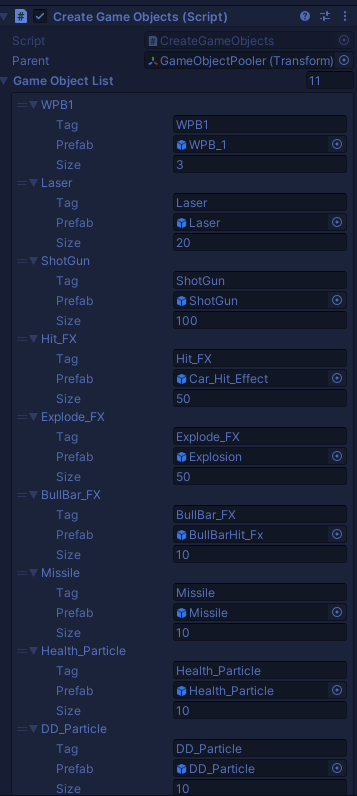 Create Game Objects (Script)
Script CreateGameObjects
Parent GameObjectPooler (Transform)
Game Object List 11
WPB1
Tag WPB1
Prefab WPB_1
Size 3
Laser
Tag Laser
Prefab Laser
Size 20
ShotGun
Tag ShotGun
Prefab ShotGun
Size 100
Hit_FX
Tag Hit_FX
Prefab Car_Hit_Effect
Size 50
Explode_FX
Tag Explode_FX
Prefab Explosion
Size 50
BullBar_FX
Tag BullBar_FX
Prefab BullBarHit_Fx
Size 10
Missile
Tag Missile
Prefab Missile
Size 10
Health_Particle
Tag Health_Particle
Prefab Health_Particle
Size 10
DD_Particle
Tag DD_Particle
Prefab DD_Particle
Size 10